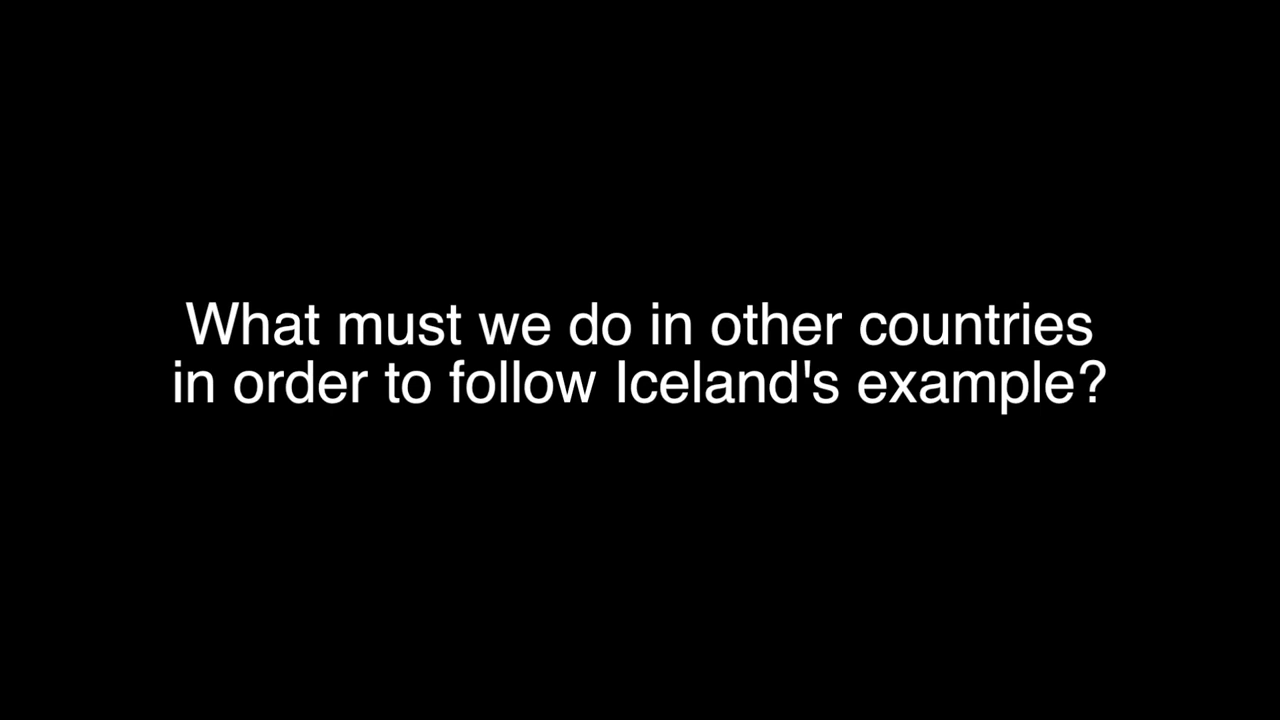 What must we do in other countries
in order to follow Iceland's example?